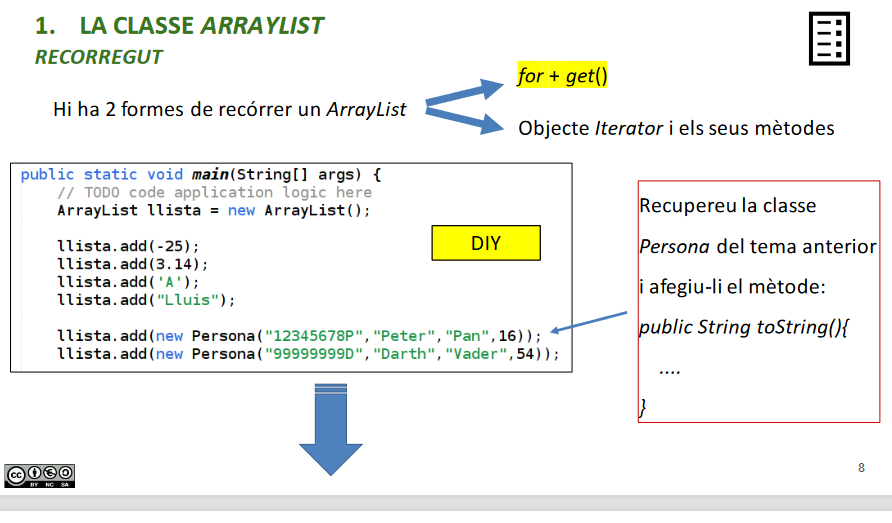 1. LA CLASSE ARRAYLIST
RECORREGUT
for + get()
Hi ha 2 formes de recórrer un ArrayList
Objecte Iterator i els seus mètodes
public static void main(String[] args) {
// TODO code application logic here
ArrayList llista = new ArrayList();
llista.add(-25);
llista.add(3.14);
llista.add('A');
llista.add("Lluis");
llista.add(new Persona("12345678P","Peter","Pan",16));
llista.add(new Persona("99999999D","Darth","Vader",54));
DIY
Recupereu la classe
Persona del tema anterior
i afegiu-li el mètode:
public String toString(){
....
}
cc
BY NC SA
8